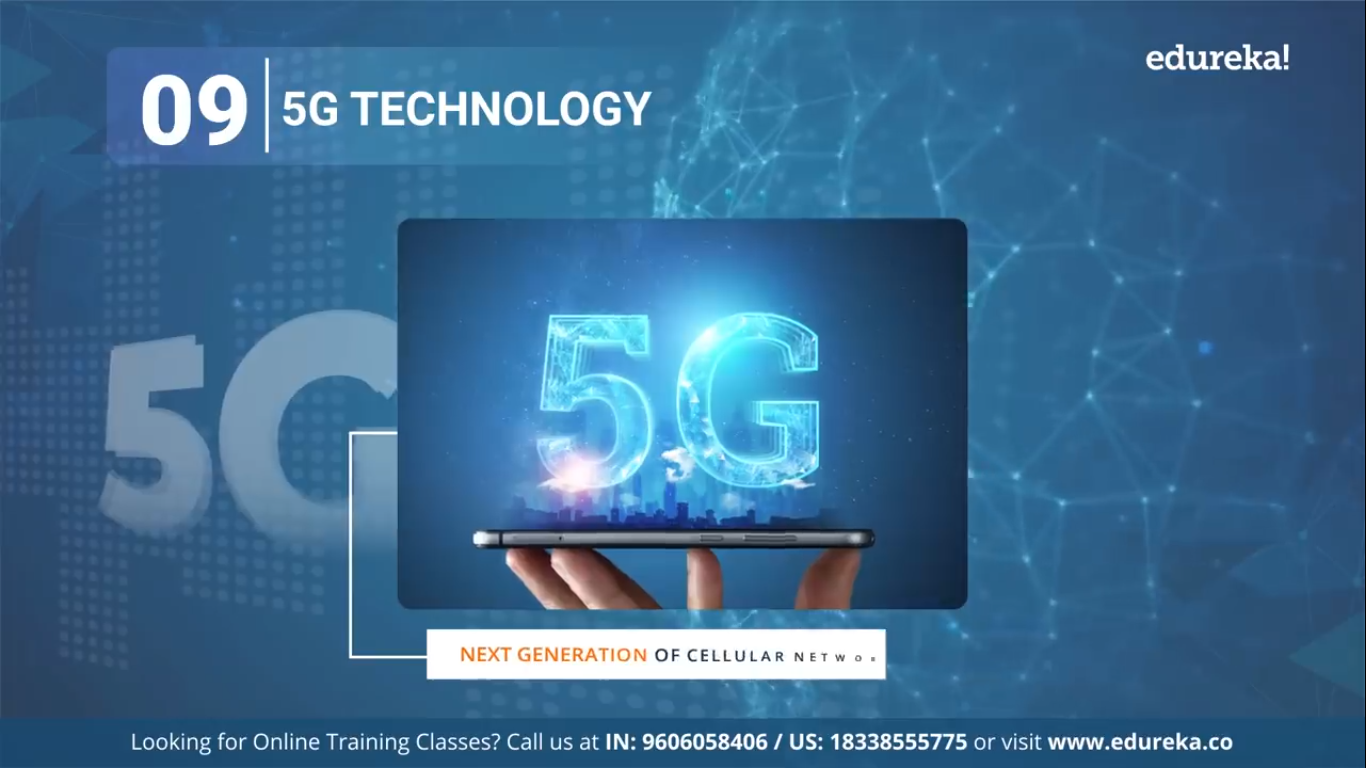 09 5G TECHNOLOGY
edureka!
5G
5G
NEXT GENERATION OF CELLULAR
Looking for Online Training Classes? Call us at IN: 9606058406 / US: 18338555775 or visit www.edureka.co